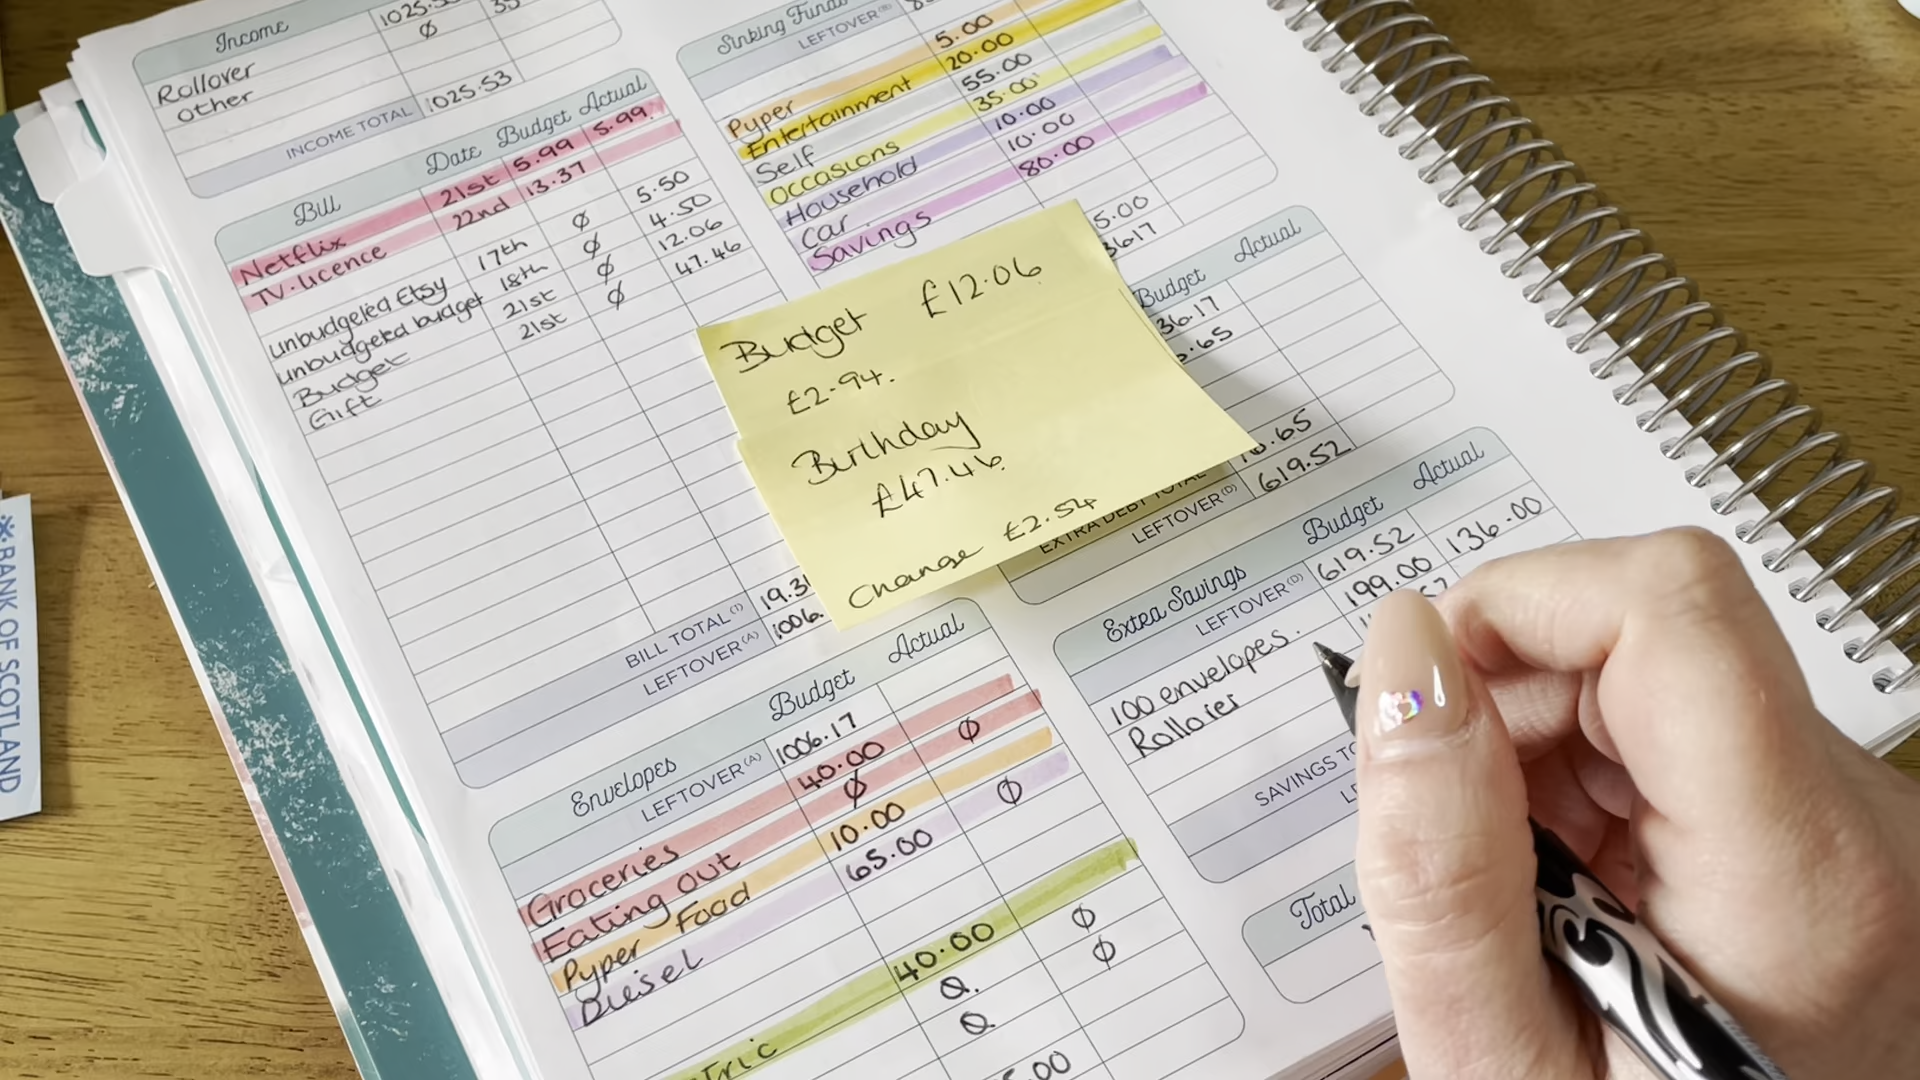 Income 1025.53
Rollover Ø
other
INCOME TOTAL 1025.53
Bill Date Budget Actual
Netflix 21st 5.99 5.99
TV. Licence 22nd 13.37
unbudgeted Etsy 17th Ø 5.50
unbudgeted budget 18th Ø 4.50
Budget 21st Ø 12.06
Gift 21st Ø 47.46
BILL TOTAL (1)
LEFTOVER (A)
Envelopes Budget Actual
LEFTOVER (A) 1006.17
Groceries 40.00
Eating out Ø Ø
Pyper Food 10.00
Diesel 65.00 Ø
40.00
Ø Ø
Ø Ø
Sinking
LEFTOVER (B)
Pyper 5.00
Entertainment 20.00
Self 55.00
Occasions 35.00
Household 10.00
Car 10.00
Savings 80.00
Budget £12.06
£2.94.
Birthday
£47.46
Change £2.54
Budget Actual
LEFTOVER (D) 619.52
Extra Savings Budget Actual
LEFTOVER (D) 619.52
100 envelopes. 199.00 136.00
Rollover
Total
BANK OF SCOTLAND